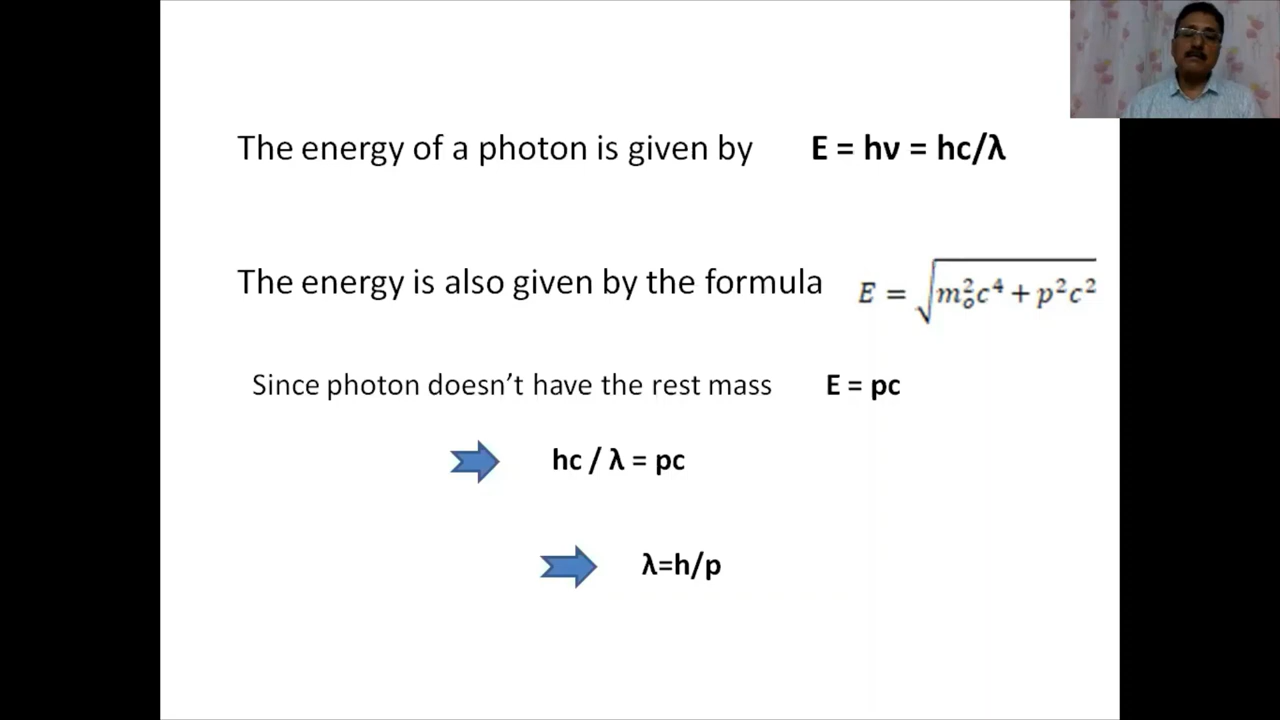 The energy of a photon is given by E = hν = hc/λ
The energy is also given by the formula E = √(m₀²c⁴ + p²c²)
Since photon doesn't have the rest mass E = pc
hc / λ = pc
λ=h/p